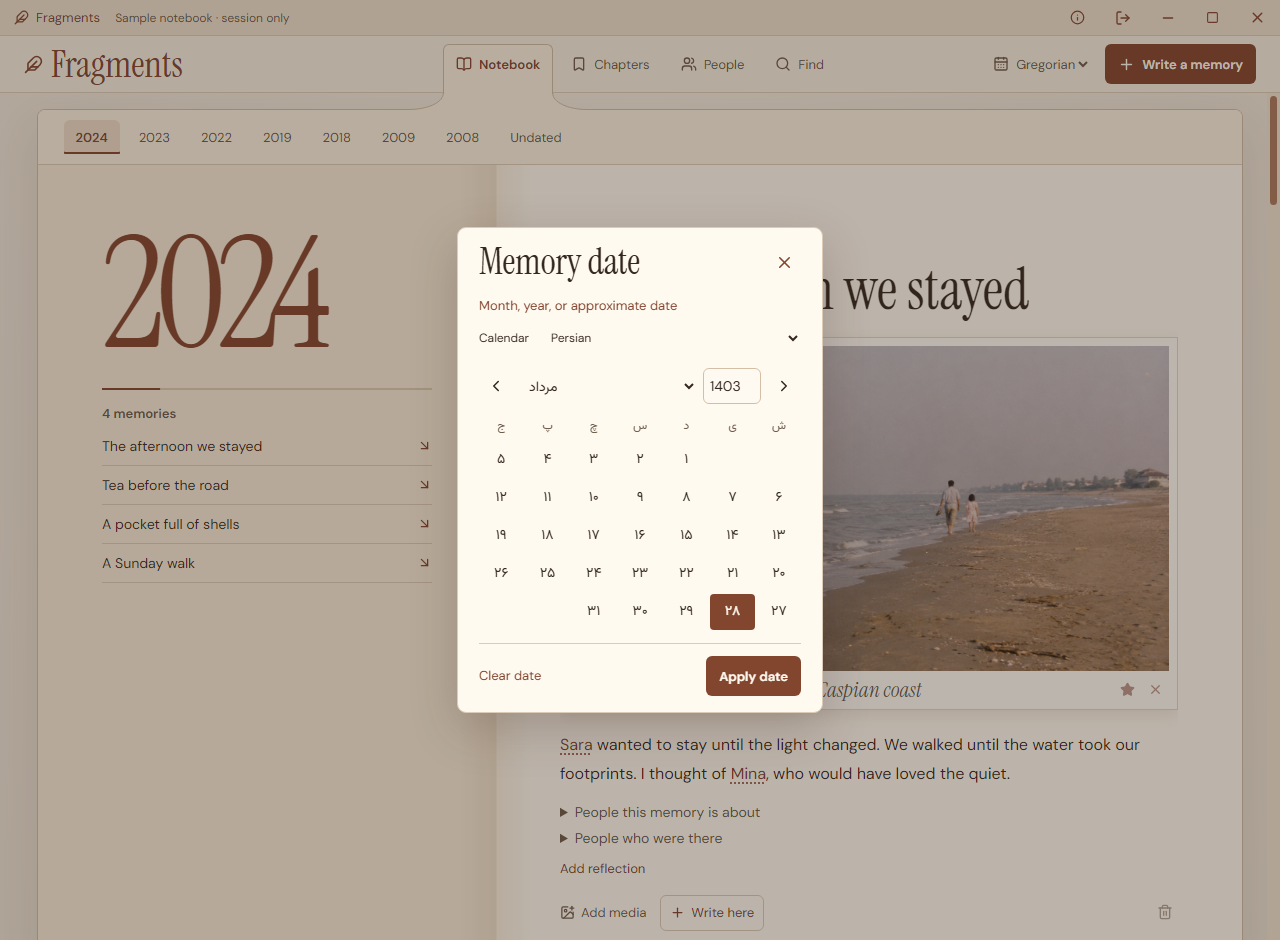 Fragments
Sample notebook · session only
Fragments
Notebook
Chapters
People
Find
Gregorian
Write a memory
2024
2023
2022
2019
2018
2009
2008
Undated
2024
4 memories
The afternoon we stayed
Tea before the road
A pocket full of shells
A Sunday walk
we stayed
Memory date
Month, year, or approximate date
Calendar
Persian
مرداد
1403
ش ی د س چ پ ج
۱ ۲ ۳ ۴ ۵
۶ ۷ ۸ ۹ ۱۰ ۱۱ ۱۲
۱۳ ۱۴ ۱۵ ۱۶ ۱۷ ۱۸ ۱۹
۲۰ ۲۱ ۲۲ ۲۳ ۲۴ ۲۵ ۲۶
۲۷ ۲۸ ۲۹ ۳۰ ۳۱
Clear date
Apply date
Caspian coast
Sara wanted to stay until the light changed. We walked until the water took our
footprints. I thought of Mina, who would have loved the quiet.
People this memory is about
People who were there
Add reflection
Add media
Write here